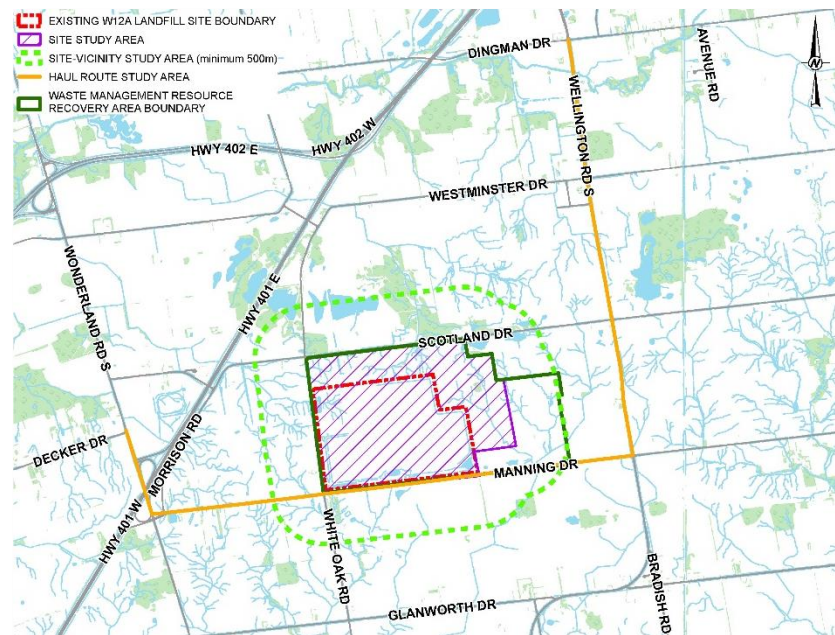 EXISTING W12A LANDFILL SITE BOUNDARY
SITE STUDY AREA
SITE-VICINITY STUDY AREA (minimum 500m)
HAUL ROUTE STUDY AREA
WASTE MANAGEMENT RESOURCE
RECOVERY AREA BOUNDARY
DINGMAN DR
AVENUE RD
N
WELLINGTON RD S
HWY 402 E
HWY 402 W
WESTMINSTER DR
WONDERLAND RD S
HWY 401 E
SCOTLAND DR
DECKER DR
MORRISON RD
HWY 401 W
MANNING DR
WHITE OAK RD
BRADISH RD
GLANWORTH DR